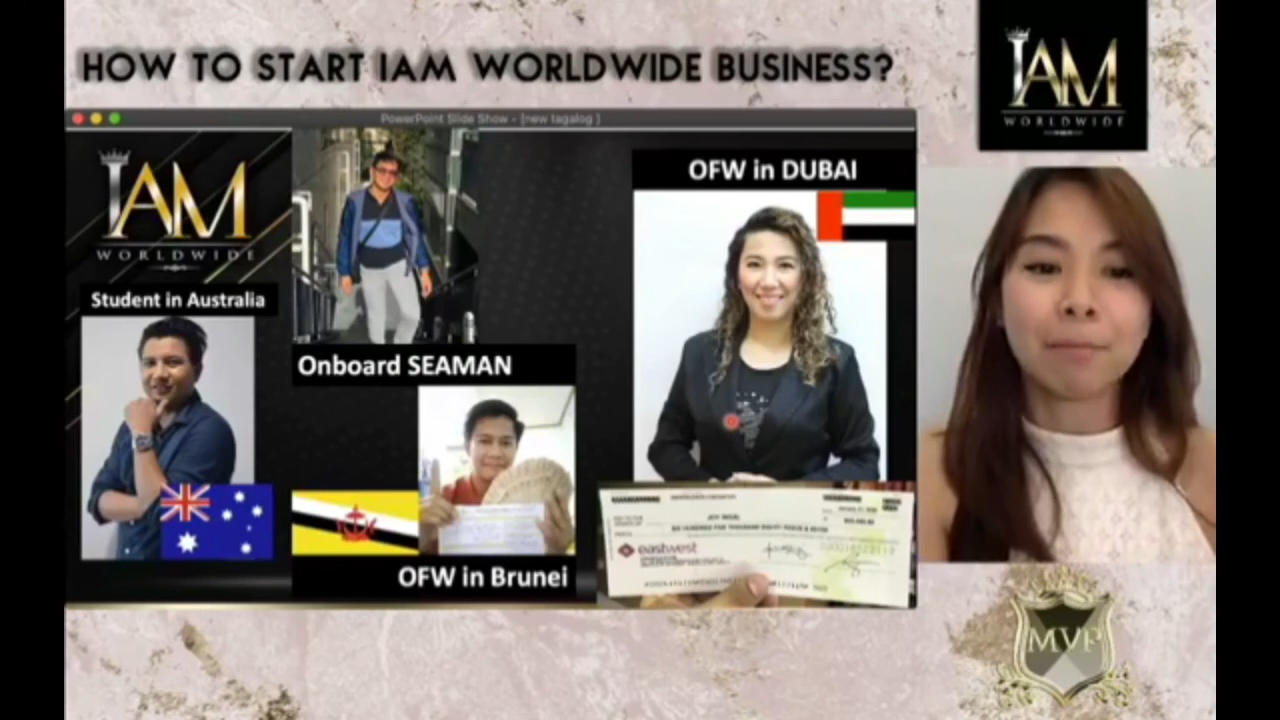 HOW TO START IAM WORLDWIDE BUSINESS?
IAM
WORLDWIDE
PowerPoint Slide Show - [new tagalog ]
IAM
WORLDWIDE
Student in Australia
Onboard SEAMAN
OFW in Brunei
OFW in DUBAI
eastwest
MVP